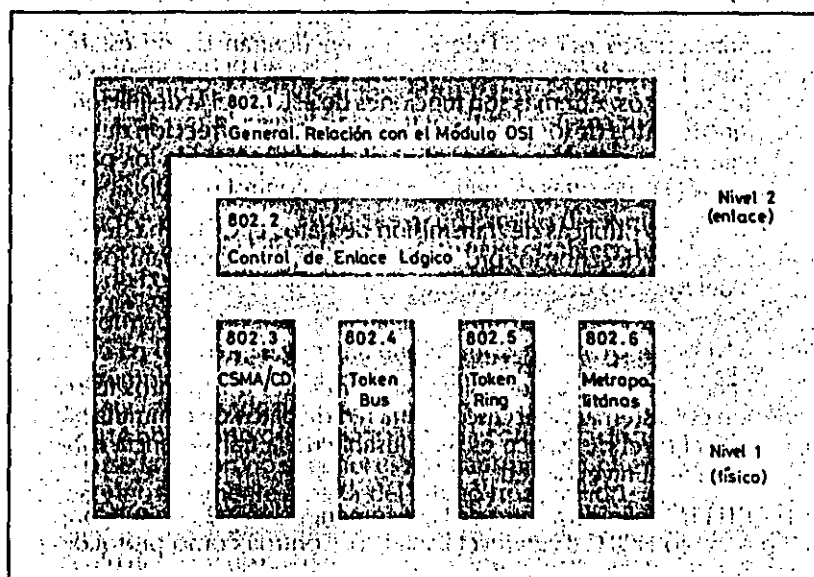 802.1
General. Relación con el Módulo OSI
Nivel 2
(enlace)
802.2
Control de Enlace Lógico
802.3
CSMA/CD
802.4
Token
Bus
802.5
Token
Ring
802.6
Metropo
litanas
Nivel 1
(físico)